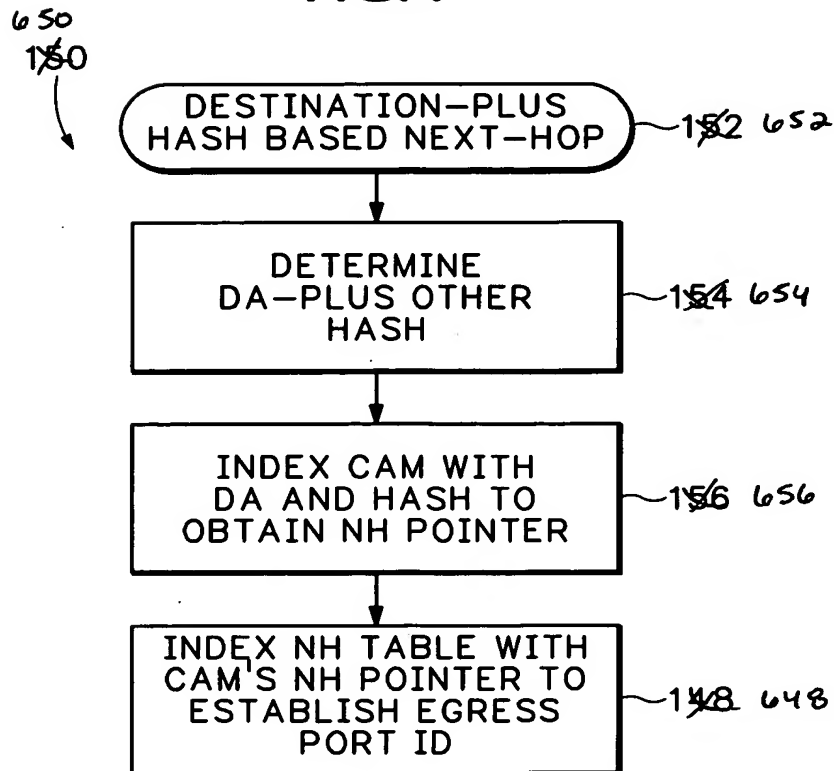 650
150
DESTINATION-PLUS
HASH BASED NEXT-HOP
152 652
DETERMINE
DA-PLUS OTHER
HASH
154 654
INDEX CAM WITH
DA AND HASH TO
OBTAIN NH POINTER
156 656
INDEX NH TABLE WITH
CAM'S NH POINTER TO
ESTABLISH EGRESS
PORT ID
148 648